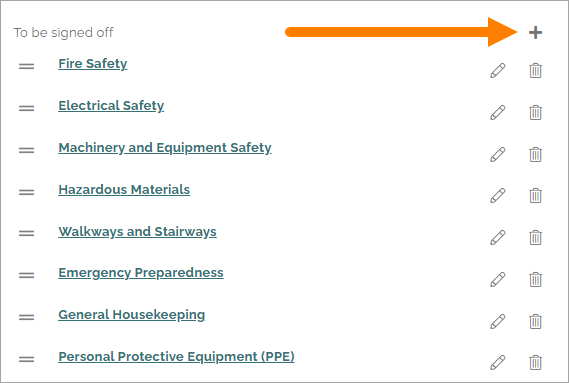 To be signed off
Fire Safety
Electrical Safety
Machinery and Equipment Safety
Hazardous Materials
Walkways and Stairways
Emergency Preparedness
General Housekeeping
Personal Protective Equipment (PPE)